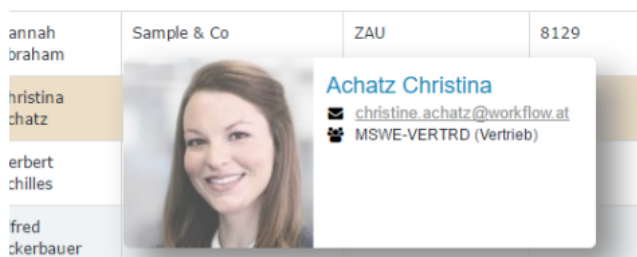 annah Sample & Co ZAU 8129
braham
Achatz Christina
hristina christine.achatz@workflow.at
chatz MSWE-VERTRD (Vertrieb)
erbert
chilles
fred
ckerbauer